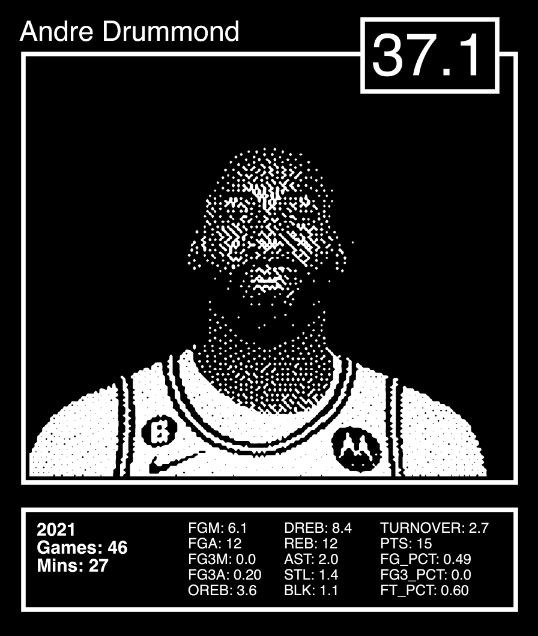 Andre Drummond
37.1
B
2021
Games: 46
Mins: 27
FGM: 6.1
FGA: 12
FG3M: 0.0
FG3A: 0.20
OREB: 3.6
DREB: 8.4
REB: 12
AST: 2.0
STL: 1.4
BLK: 1.1
TURNOVER: 2.7
PTS: 15
FG_PCT: 0.49
FG3_PCT: 0.0
FT_PCT: 0.60